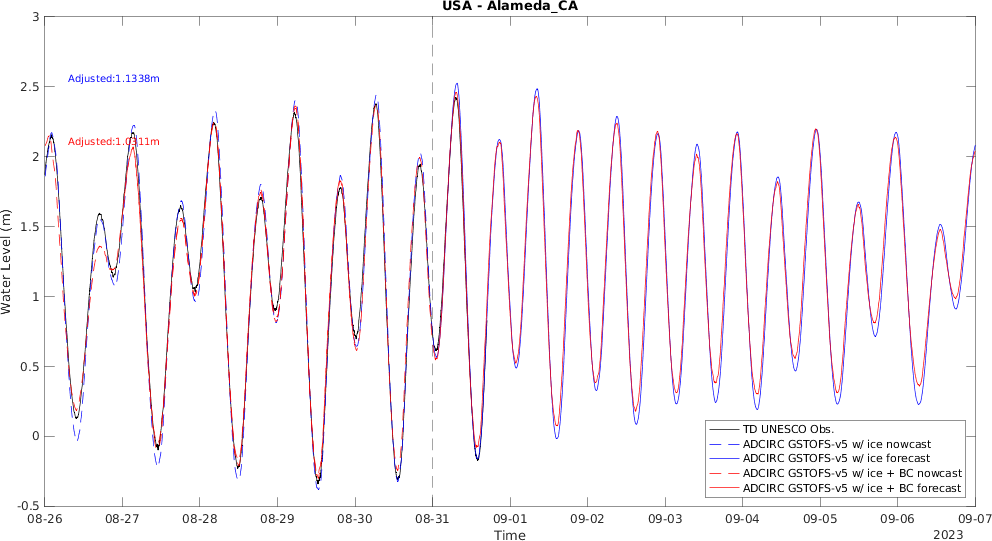 USA - Alameda_CA
Water Level (m)
3
2.5
2
1.5
1
0.5
0
-0.5
Adjusted:1.1338m
Adjusted:1.0311m
TD UNESCO Obs.
ADCIRC GSTOFS-v5 w/ ice nowcast
ADCIRC GSTOFS-v5 w/ ice forecast
ADCIRC GSTOFS-v5 w/ ice + BC nowcast
ADCIRC GSTOFS-v5 w/ ice + BC forecast
08-26 08-27 08-28 08-29 08-30 08-31 09-01 09-02 09-03 09-04 09-05 09-06 09-07
Time
2023